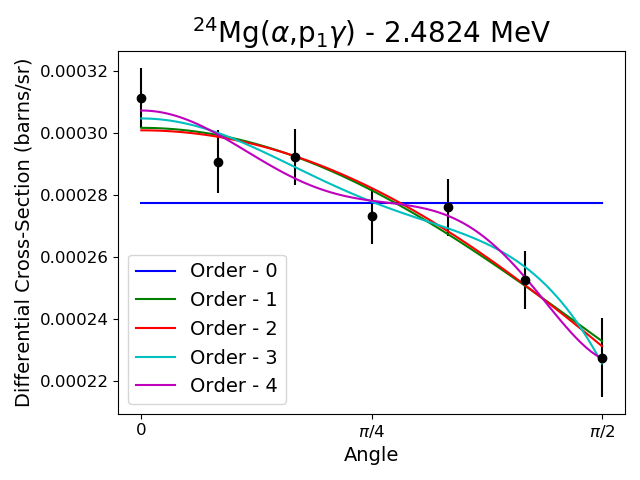 ²⁴Mg(α,p₁γ) - 2.4824 MeV
Differential Cross-Section (barns/sr)
0.00032
0.00030
0.00028
0.00026
0.00024
0.00022
Order - 0
Order - 1
Order - 2
Order - 3
Order - 4
0 π/4 π/2
Angle